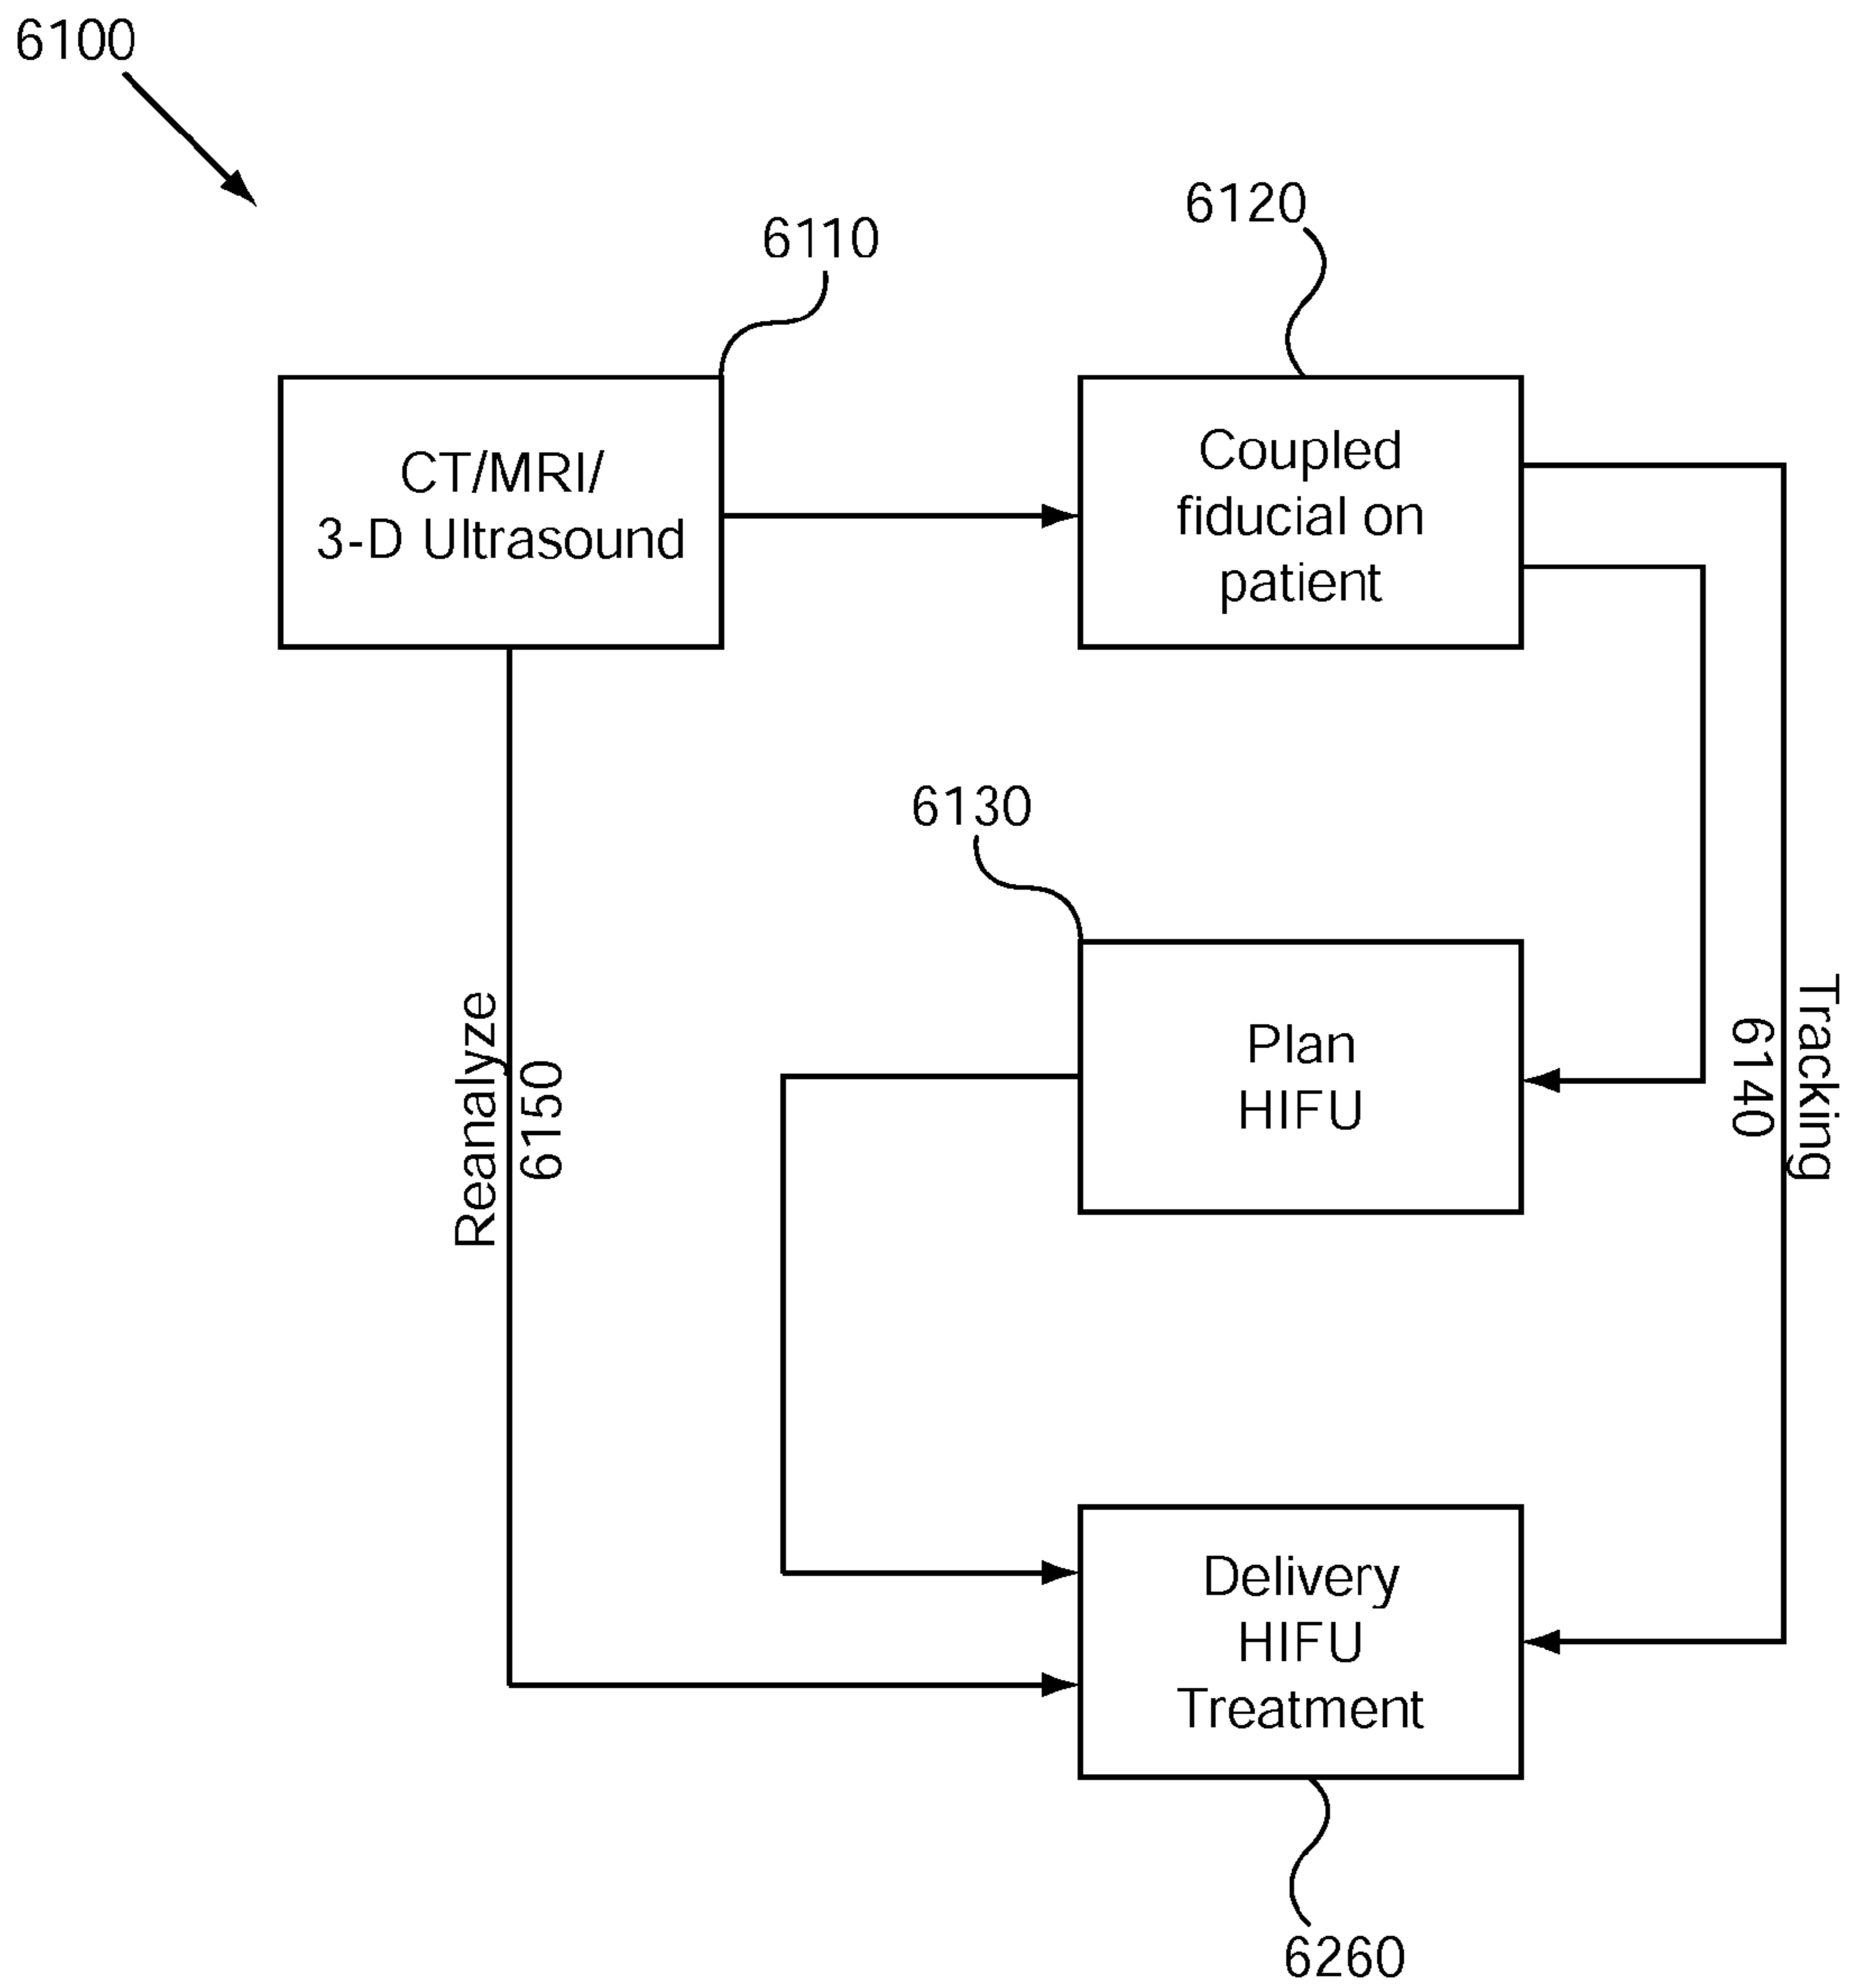 6100
6110
6120
CT/MRI/
3-D Ultrasound
Coupled
fiducial on
patient
6130
Plan
HIFU
Tracking
6140
Reanalyze
6150
Delivery
HIFU
Treatment
6260